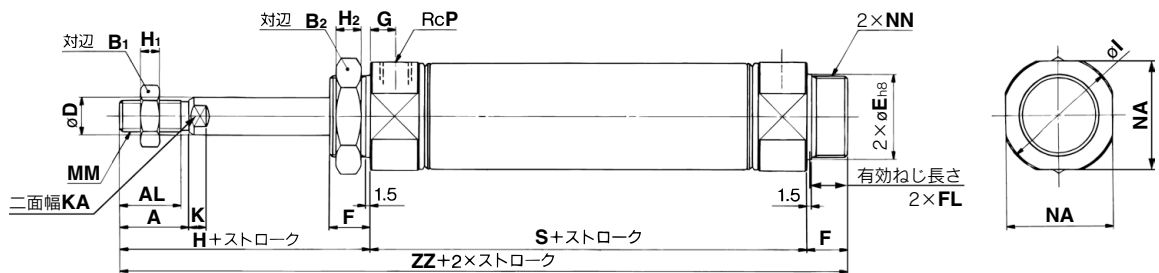 対辺 B₂ H₂ G RcP 2×NN
対辺 B₁ H₁
øI
øD
2×øEh8
NA
MM
二面幅KA
AL
A
K
1.5
F
1.5
有効ねじ長さ
2×FL
H+ストローク
S+ストローク
F
NA
ZZ+2×ストローク